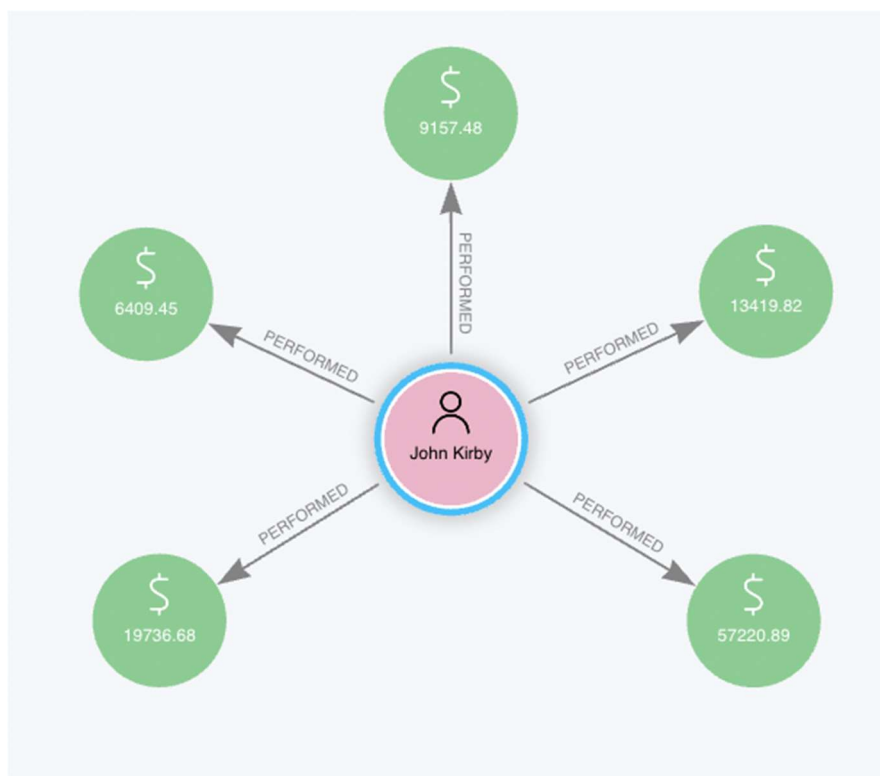 $
9157.48
PERFORMED
$
6409.45
PERFORMED
$
13419.82
PERFORMED
John Kirby
PERFORMED
$
19736.68
PERFORMED
$
57220.89